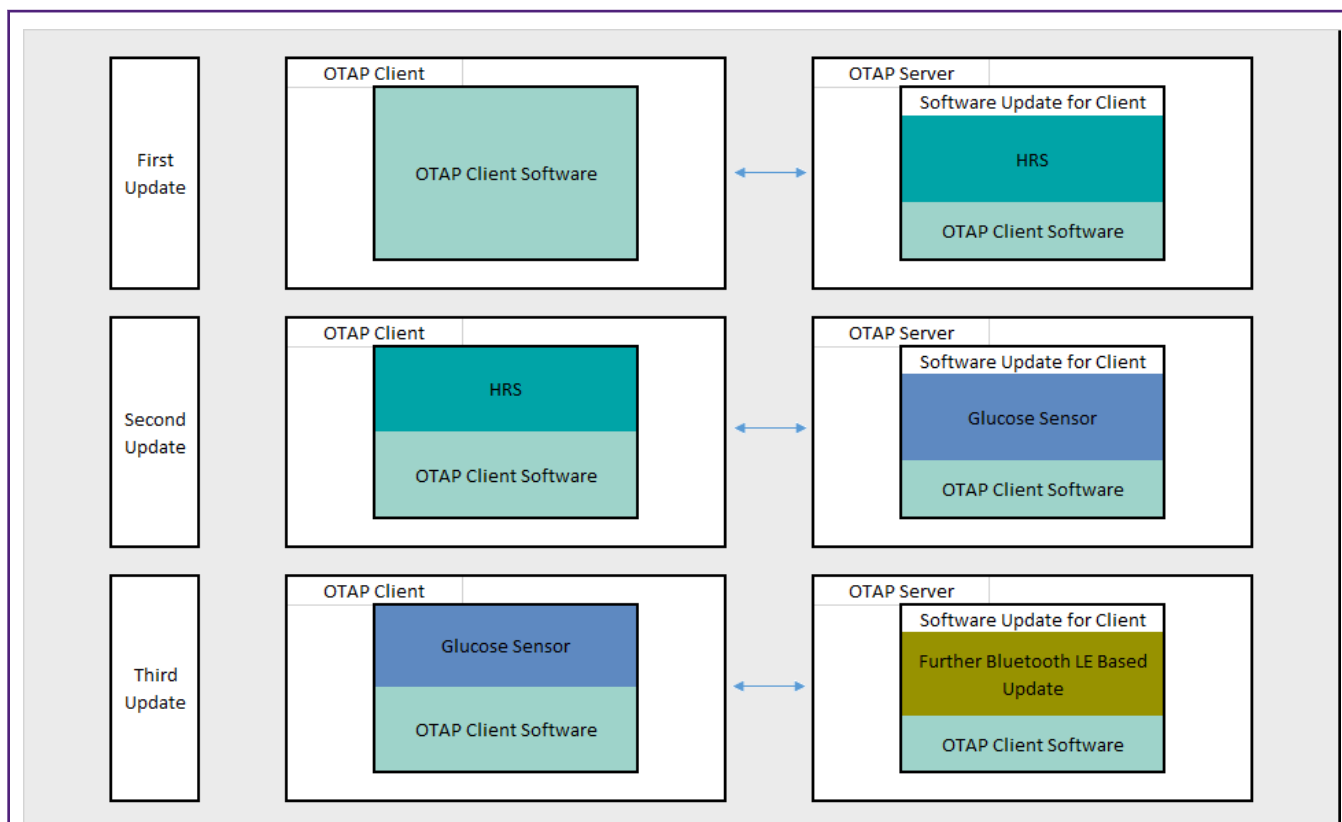 First
Update
OTAP Client
OTAP Client Software
OTAP Server
Software Update for Client
HRS
OTAP Client Software
Second
Update
OTAP Client
HRS
OTAP Client Software
OTAP Server
Software Update for Client
Glucose Sensor
OTAP Client Software
Third
Update
OTAP Client
Glucose Sensor
OTAP Client Software
OTAP Server
Software Update for Client
Further Bluetooth LE Based
Update
OTAP Client Software